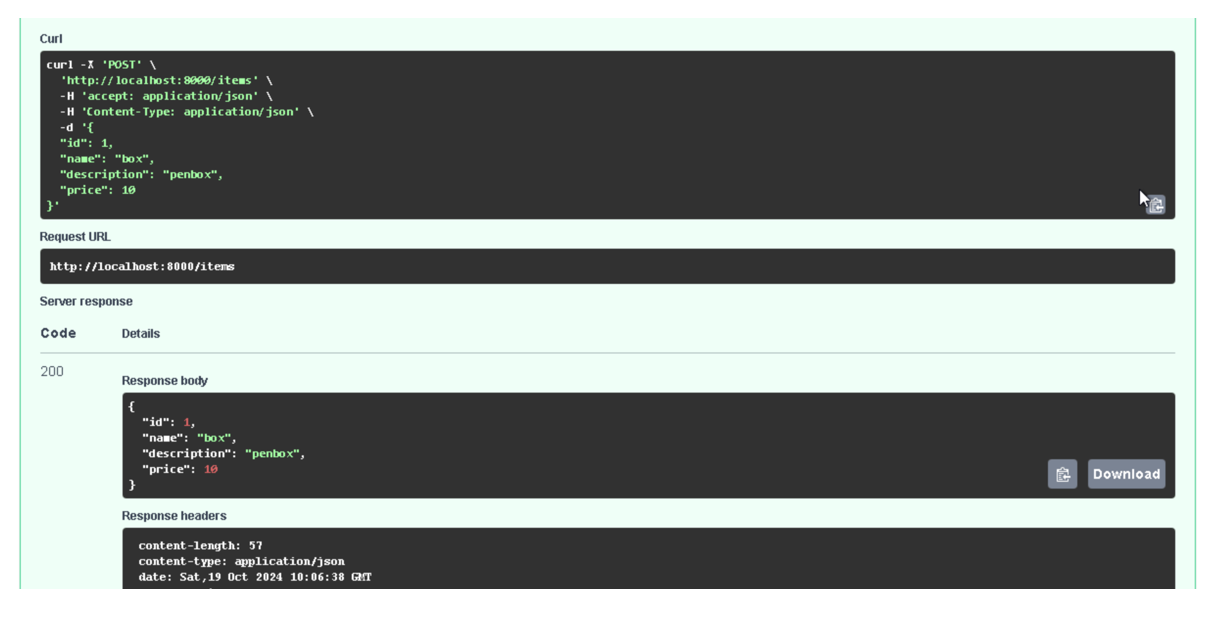 Curl
curl -X 'POST' \
'http://localhost:8000/items' \
-H 'accept: application/json' \
-H 'Content-Type: application/json' \
-d '{
"id": 1,
"name": "box",
"description": "penbox",
"price": 10
}'
Request URL
http://localhost:8000/items
Server response
Code Details
200
Response body
{
"id": 1,
"name": "box",
"description": "penbox",
"price": 10
}
Download
Response headers
content-length: 57
content-type: application/json
date: Sat,19 Oct 2024 10:06:38 GMT